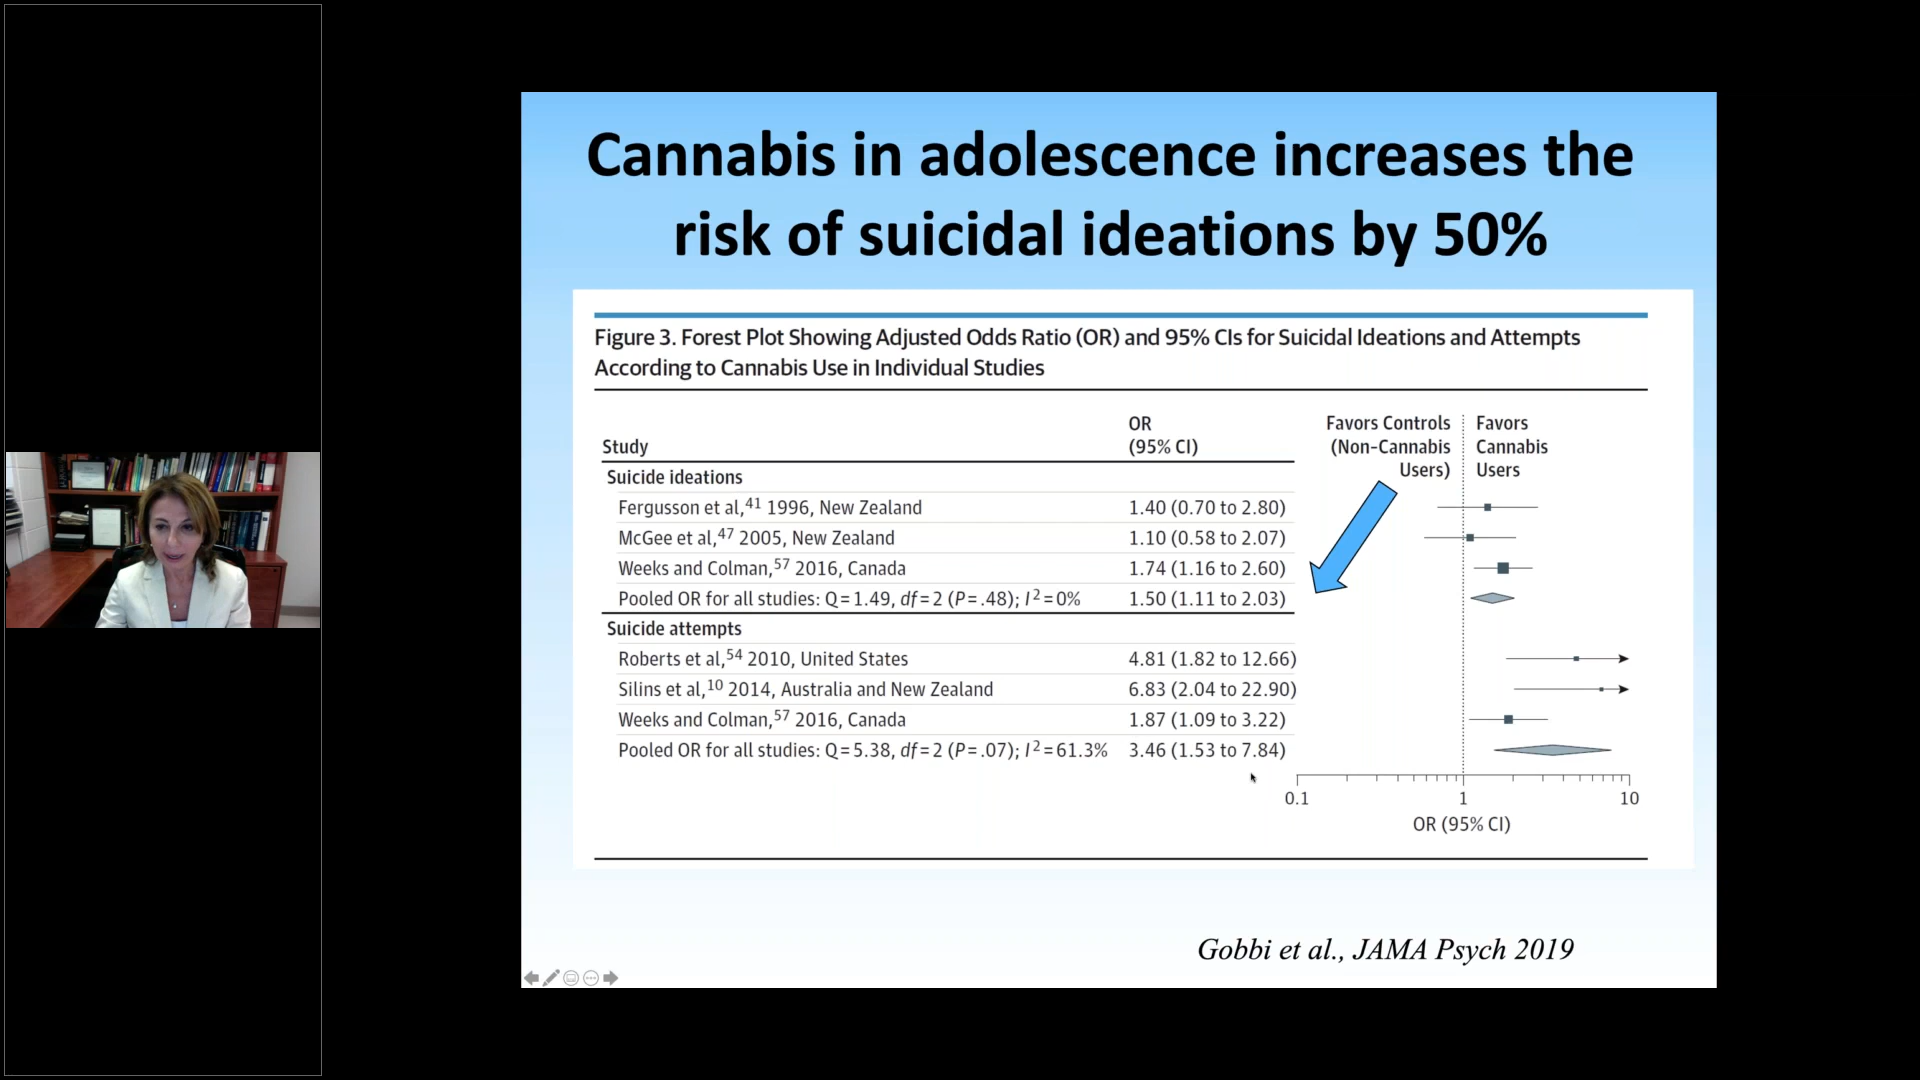 Cannabis in adolescence increases the
risk of suicidal ideations by 50%
Figure 3. Forest Plot Showing Adjusted Odds Ratio (OR) and 95% CIs for Suicidal Ideations and Attempts
According to Cannabis Use in Individual Studies
Study
OR
(95% CI)
Favors Controls
(Non-Cannabis
Users)
Favors
Cannabis
Users
Suicide ideations
Fergusson et al,41 1996, New Zealand 1.40 (0.70 to 2.80)
McGee et al,47 2005, New Zealand 1.10 (0.58 to 2.07)
Weeks and Colman,57 2016, Canada 1.74 (1.16 to 2.60)
Pooled OR for all studies: Q=1.49, df=2 (P=.48); I2=0% 1.50 (1.11 to 2.03)
Suicide attempts
Roberts et al,54 2010, United States 4.81 (1.82 to 12.66)
Silins et al,10 2014, Australia and New Zealand 6.83 (2.04 to 22.90)
Weeks and Colman,57 2016, Canada 1.87 (1.09 to 3.22)
Pooled OR for all studies: Q=5.38, df=2 (P=.07); I2=61.3% 3.46 (1.53 to 7.84)
0.1 1 10
OR (95% CI)
Gobbi et al., JAMA Psych 2019